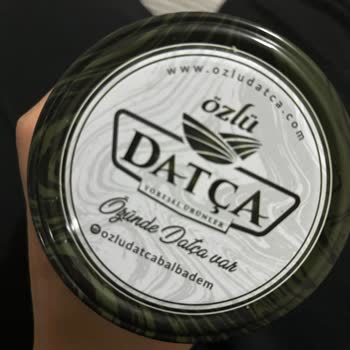 www.ozludatca.com
özlü
DATÇA
YÖRESEL ÜRÜNLER
Özünde Datça var
ozludatcabalbadem